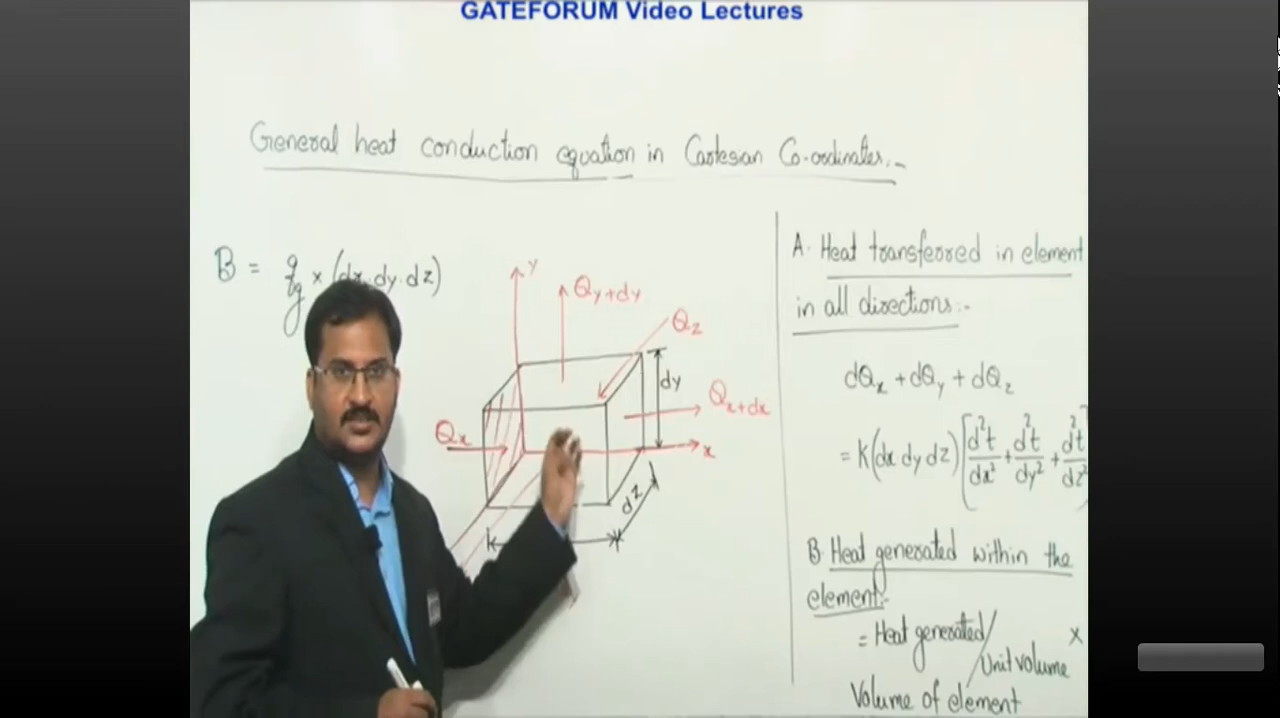 GATEFORUM Video Lectures
General heat conduction equation in Cartesian Co-ordinates.-
B = qg × (dx.dy.dz)
y
Qy+dy
Qz
dy
Qx+dx
Qx
x
dz
A. Heat transferred in element
in all directions:-
dQx + dQy + dQz
= K(dx dy dz) [d²t/dx² + d²t/dy² + d²t/dz²]
B Heat generated within the
element:-
= Heat generated/Unit volume ×
Volume of element